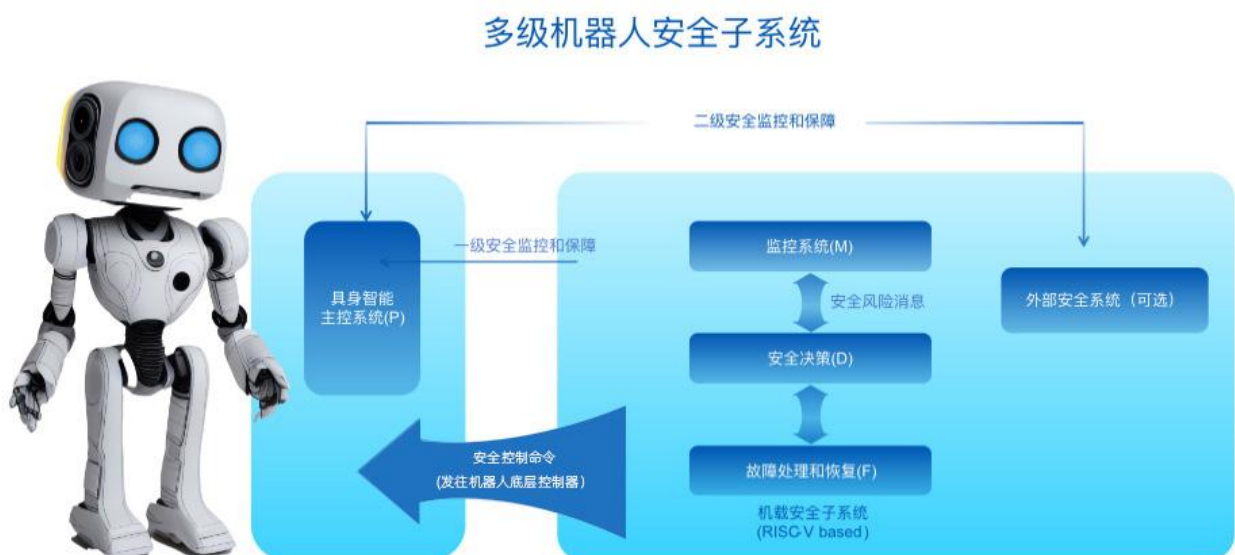 多级机器人安全子系统
二级安全监控和保障
一级安全监控和保障
具身智能
主控系统(P)
监控系统(M)
安全风险消息
安全决策(D)
外部安全系统（可选）
安全控制命令
(发往机器人底层控制器）
故障处理和恢复(F)
机载安全子系统
(RISC-V based)